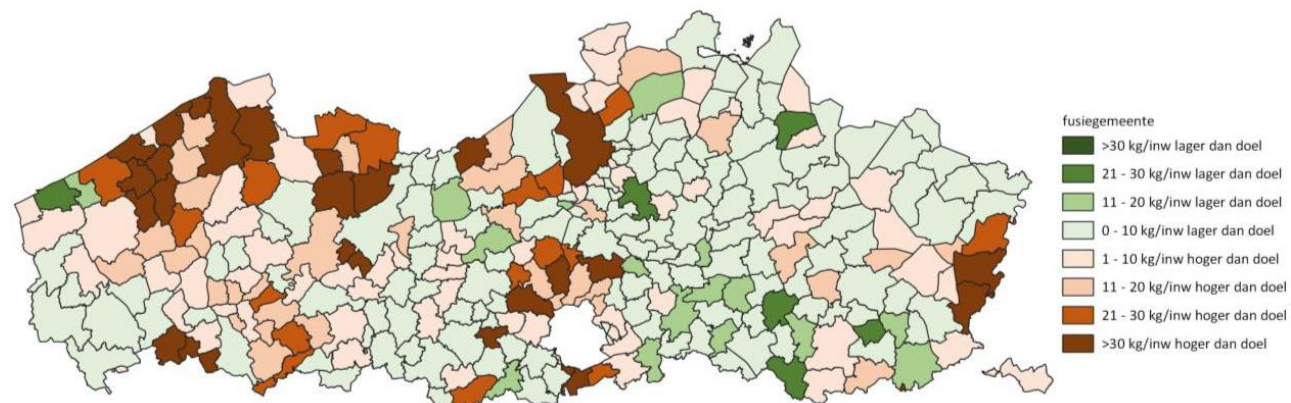 fusiegemeente
>30 kg/inw lager dan doel
21 - 30 kg/inw lager dan doel
11 - 20 kg/inw lager dan doel
0 - 10 kg/inw lager dan doel
1 - 10 kg/inw hoger dan doel
11 - 20 kg/inw hoger dan doel
21 - 30 kg/inw hoger dan doel
>30 kg/inw hoger dan doel